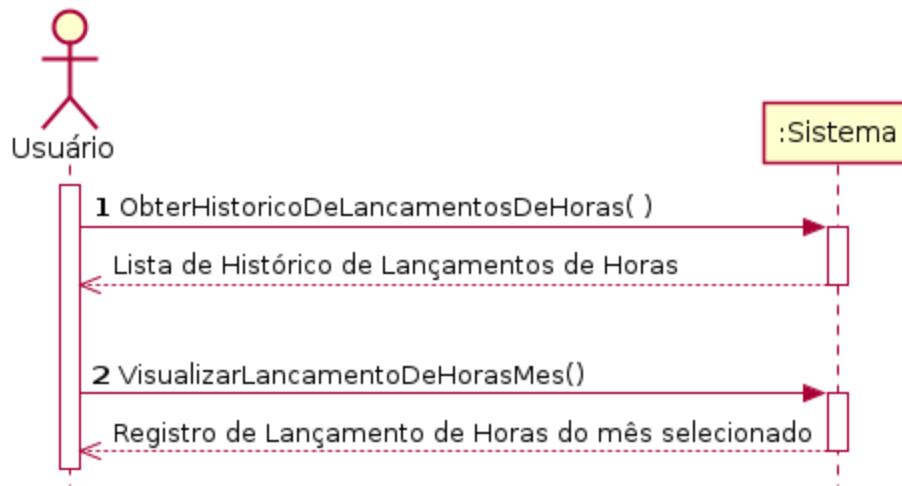 Usuário
:Sistema
1 ObterHistoricoDeLancamentosDeHoras( )
Lista de Histórico de Lançamentos de Horas
2 VisualizarLancamentoDeHorasMes()
Registro de Lançamento de Horas do mês selecionado